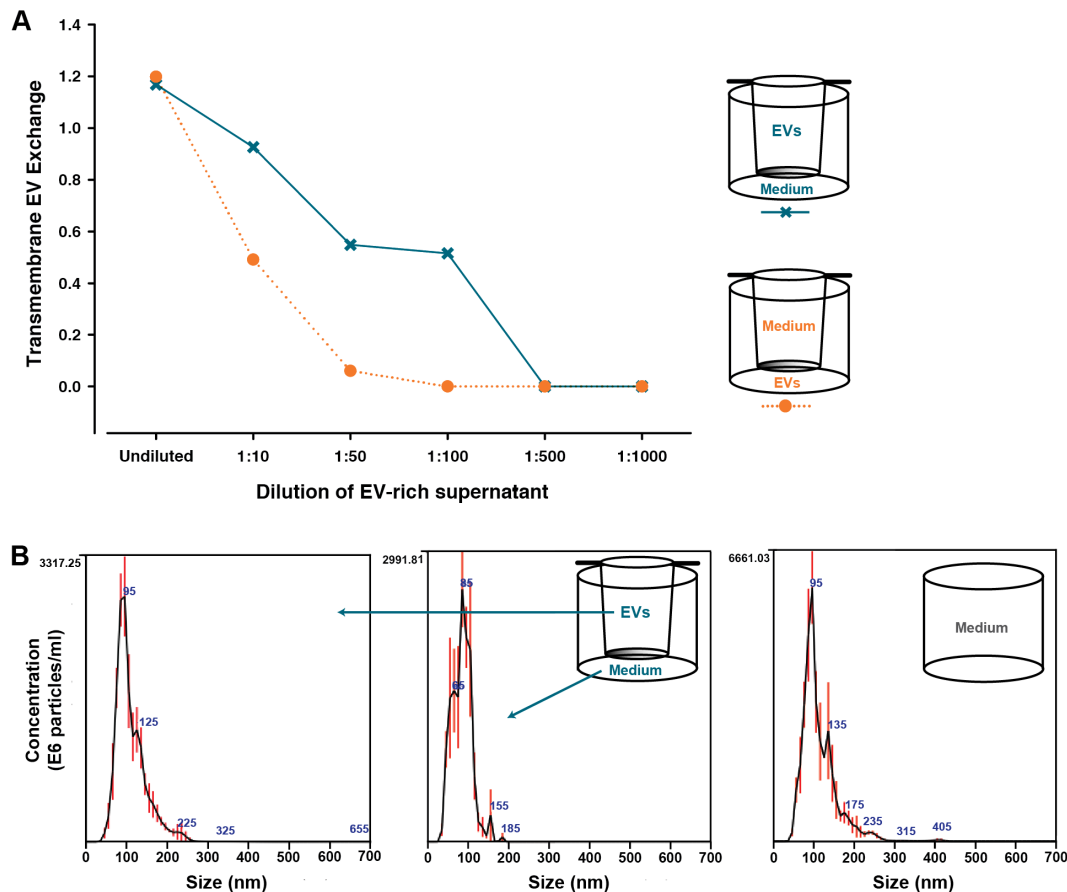 A
Transmembrane EV Exchange
1.4
1.2
1.0
0.8
0.6
0.4
0.2
0.0
Undiluted 1:10 1:50 1:100 1:500 1:1000
Dilution of EV-rich supernatant
EVs
Medium
Medium
EVs
B
Concentration
(E6 particles/ml)
3317.25
95
125
225
325
655
0 100 200 300 400 500 600 700
Size (nm)
2991.81
85
65
155
185
EVs
Medium
0 100 200 300 400 500 600 700
Size (nm)
6661.03
95
135
175
235
315
405
Medium
0 100 200 300 400 500 600 700
Size (nm)